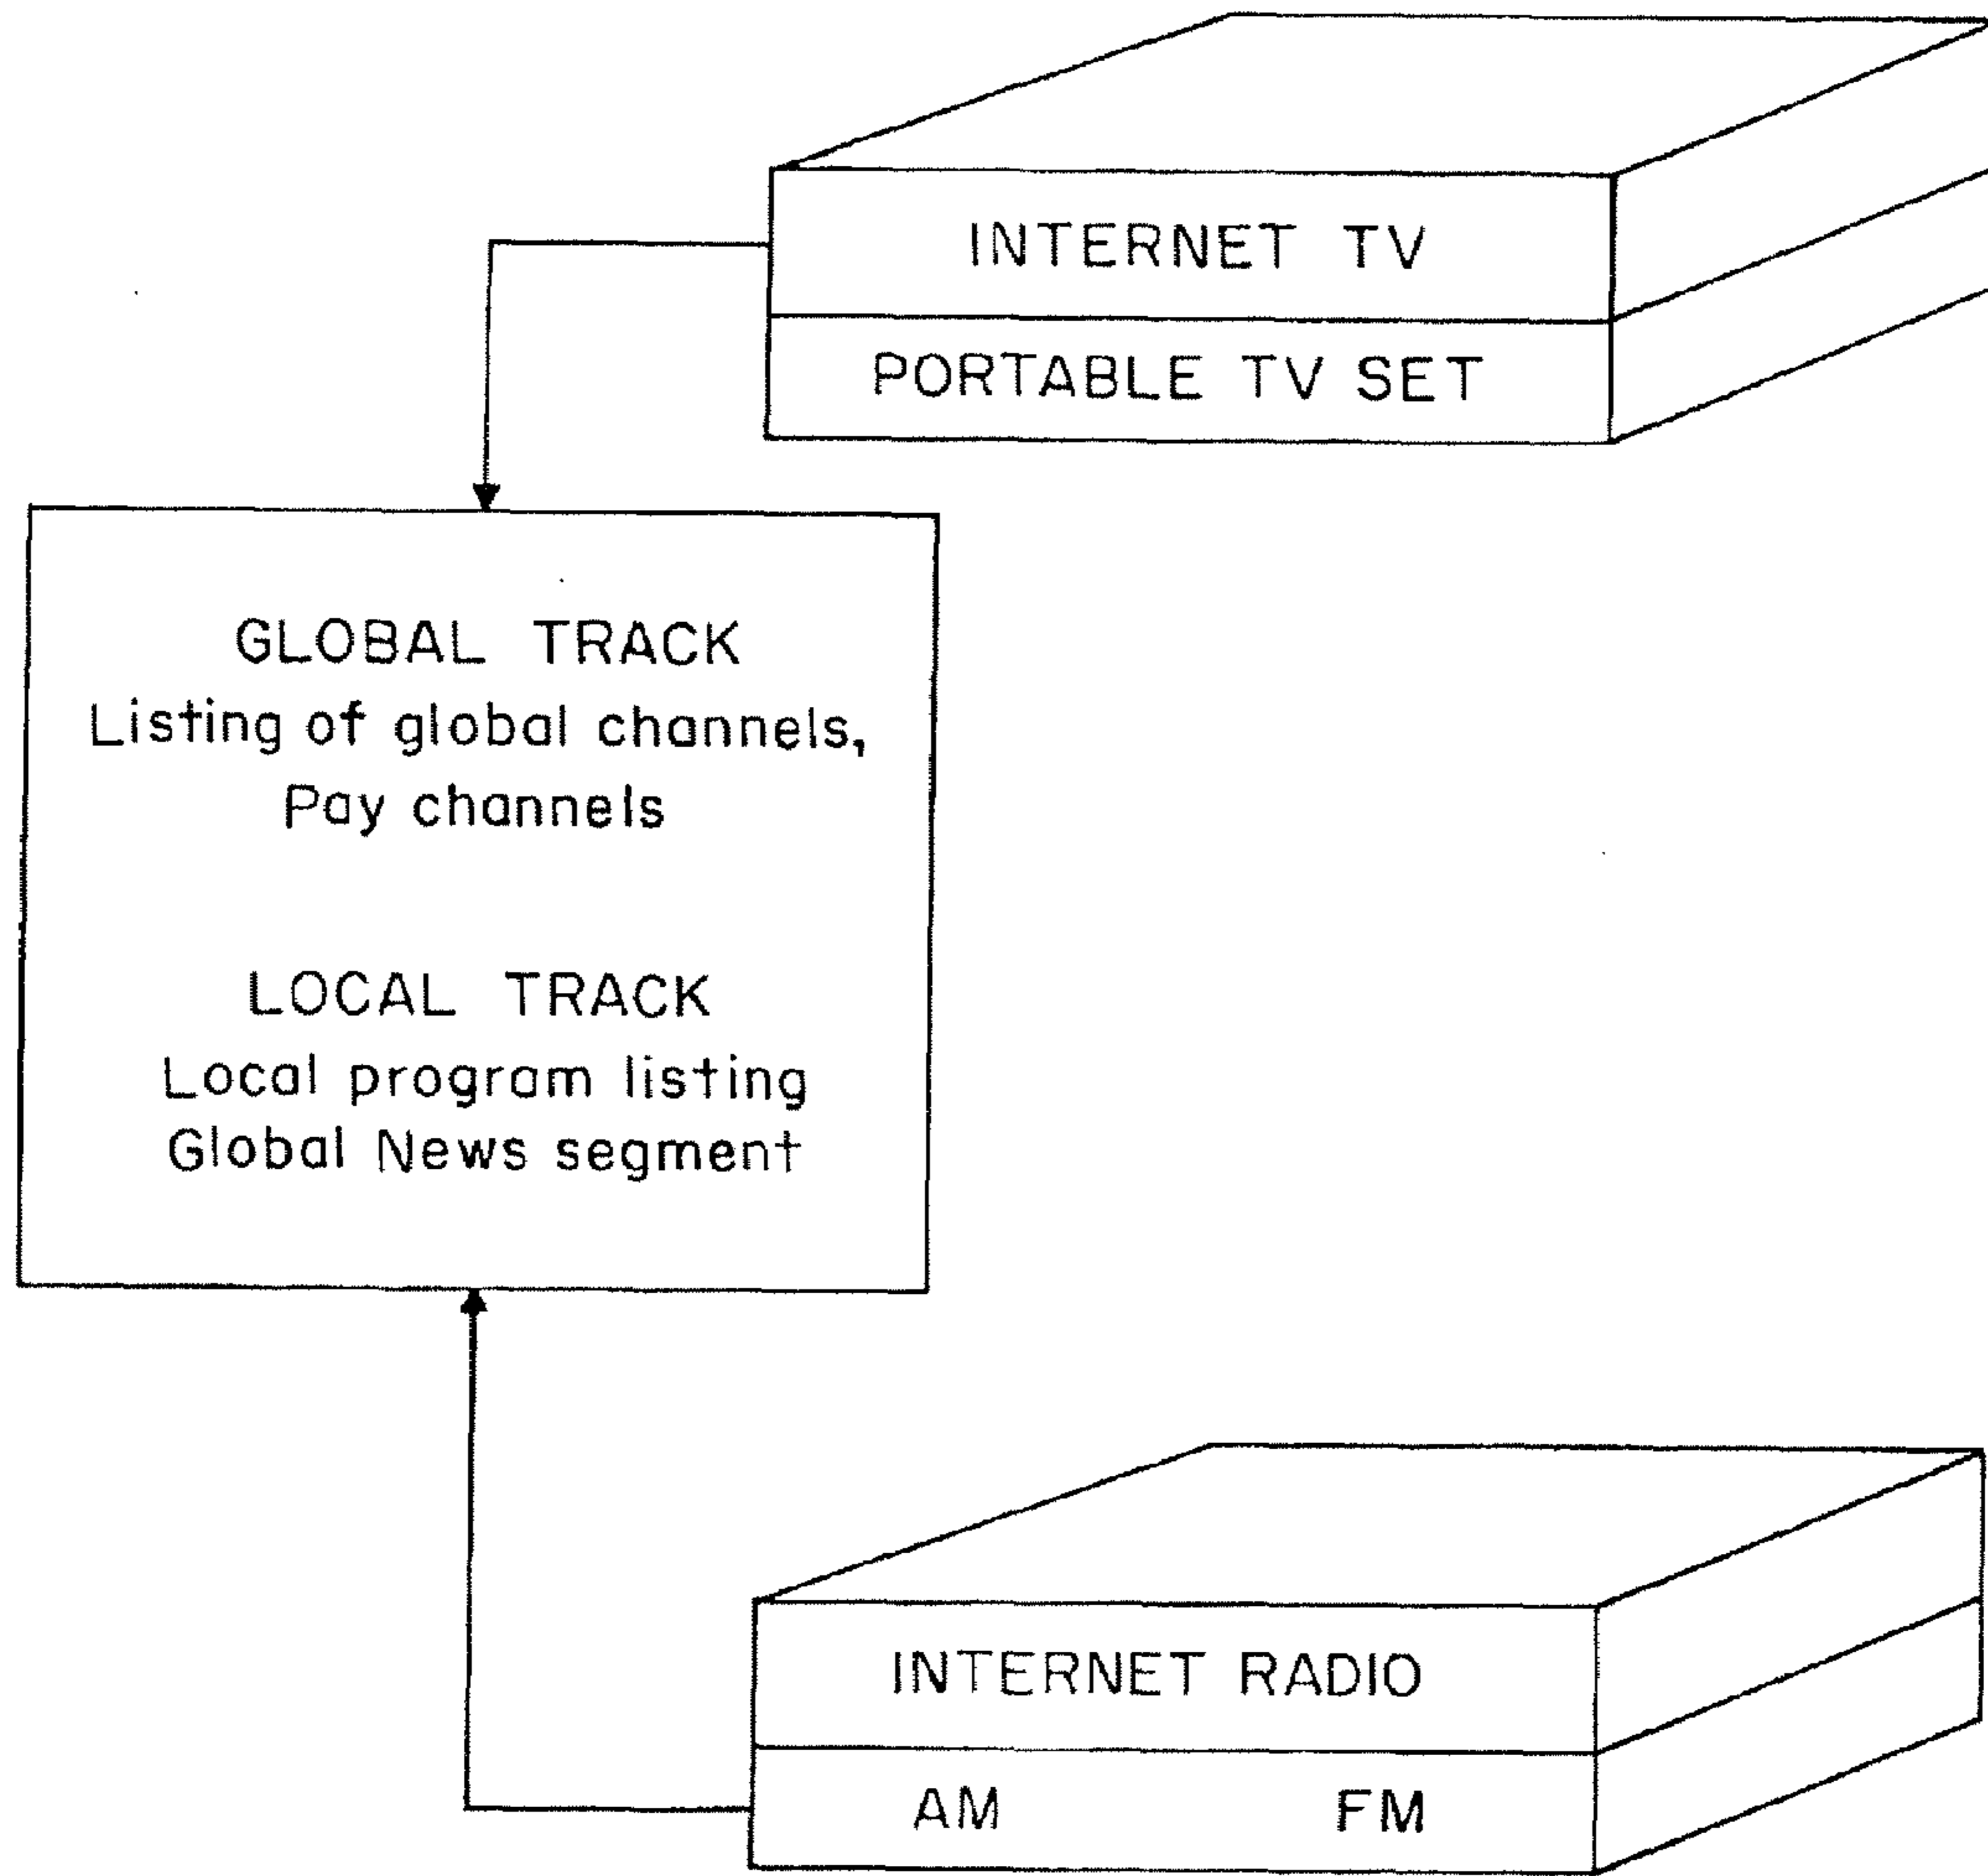 INTERNET TV
PORTABLE TV SET
GLOBAL TRACK
Listing of global channels,
Pay channels
LOCAL TRACK
Local program listing
Global News segment
INTERNET RADIO
AM FM